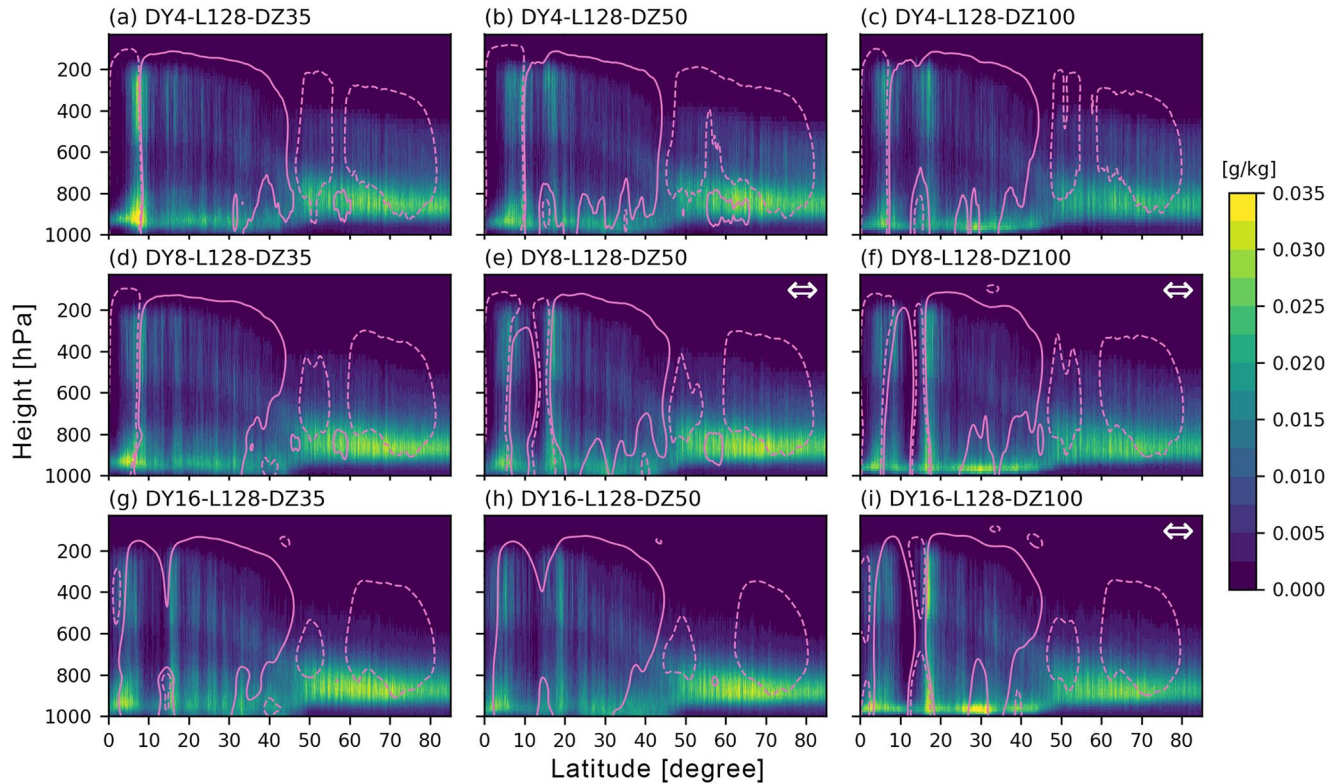 (a) DY4-L128-DZ35
(b) DY4-L128-DZ50
(c) DY4-L128-DZ100
200
400
600
800
1000
[g/kg]
0.035
0.030
0.025
0.020
0.015
0.010
0.005
0.000
(d) DY8-L128-DZ35
(e) DY8-L128-DZ50
(f) DY8-L128-DZ100
Height [hPa]
200
400
600
800
1000
(g) DY16-L128-DZ35
(h) DY16-L128-DZ50
(i) DY16-L128-DZ100
200
400
600
800
1000
0 10 20 30 40 50 60 70 80
0 10 20 30 40 50 60 70 80
0 10 20 30 40 50 60 70 80
Latitude [degree]